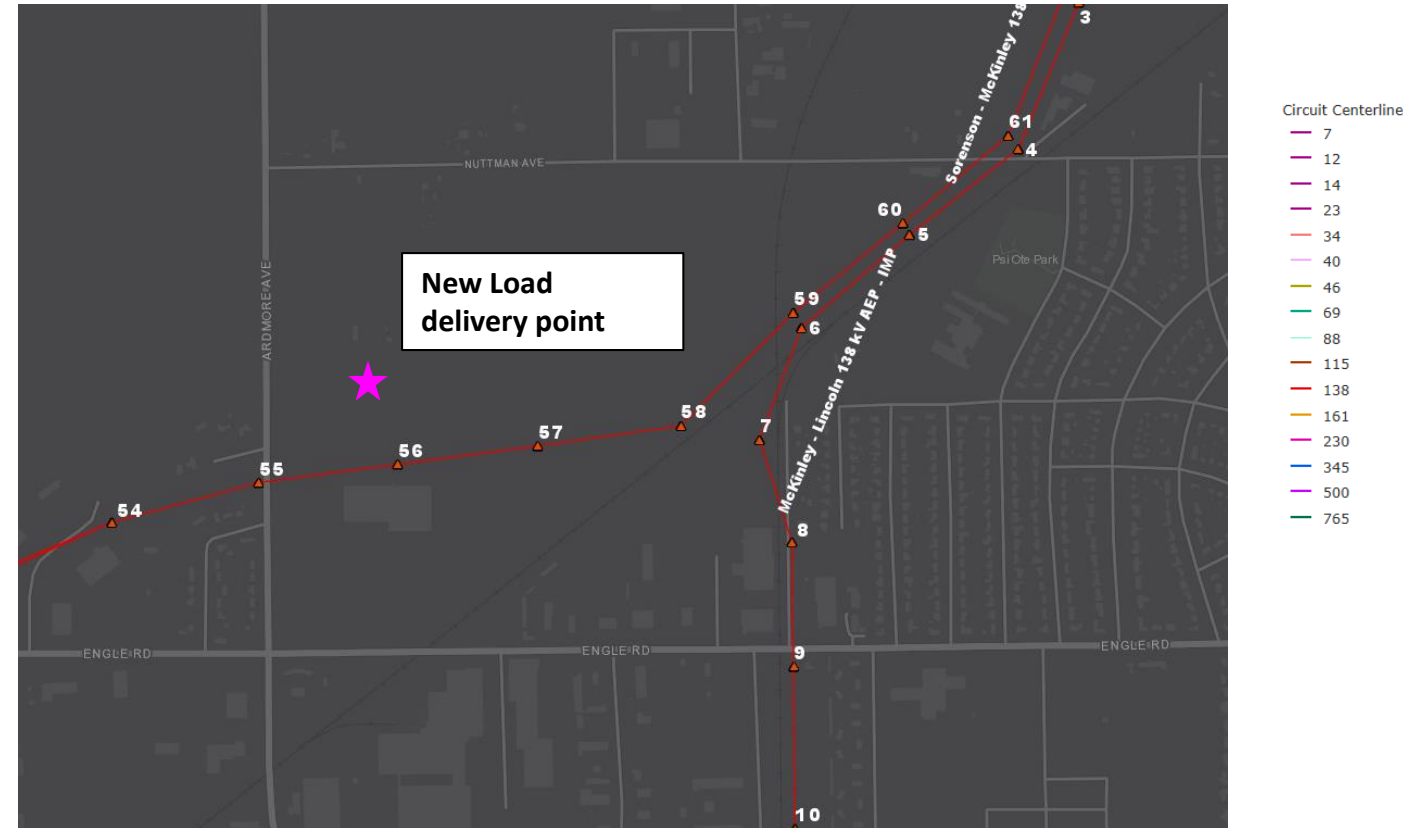 3
Sorenson - McKinley 138
61
4
NUTTMAN AVE
60
5
Psi Ote Park
ARDMORE AVE
New Load
delivery point
59
6
McKinley - Lincoln 138 kV AEP - IMP
58
7
57
56
55
54
8
ENGLE RD
ENGLE RD
ENGLE RD
9
10
Circuit Centerline
7
12
14
23
34
40
46
69
88
115
138
161
230
345
500
765